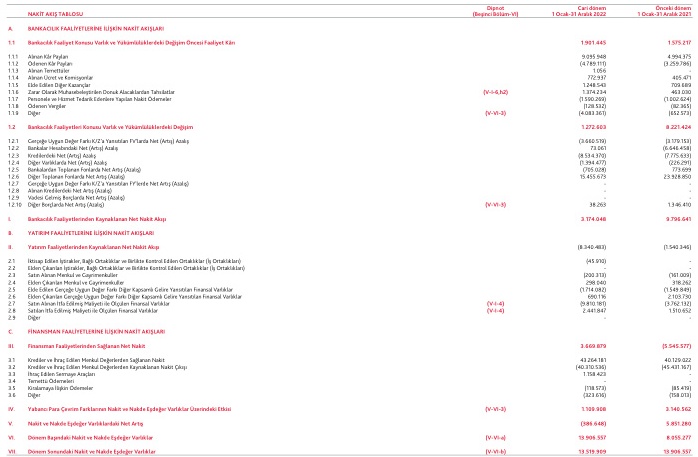 Dipnot Cari dönem Önceki dönem
NAKİT AKIŞ TABLOSU (Beşinci Bölüm-VI) 1 Ocak-31 Aralık 2022 1 Ocak-31 Aralık 2021
A. BANKACILIK FAALİYETLERİNE İLİŞKİN NAKİT AKIŞLARI
1.1 Bankacılık Faaliyet Konusu Varlık ve Yükümlülüklerdeki Değişim Öncesi Faaliyet Kârı 1.901.445 1.575.217
1.1.1 Alınan Kâr Payları 9.095.948 4.994.375
1.1.2 Ödenen Kâr Payları (4.789.111) (3.259.786)
1.1.3 Alınan Temettüler 1.056 -
1.1.4 Alınan Ücret ve Komisyonlar 772.937 405.471
1.1.5 Elde Edilen Diğer Kazançlar 1.248.543 709.689
1.1.6 Zarar Olarak Muhasebeleştirilen Donuk Alacaklardan Tahsilatlar (V-I-6,h2) 1.374.234 463.030
1.1.7 Personele ve Hizmet Tedarik Edenlere Yapılan Nakit Ödemeler (1.590.269) (1.002.624)
1.1.8 Ödenen Vergiler (128.532) (82.365)
1.1.9 Diğer (V-VI-3) (4.083.361) (652.573)
1.2 Bankacılık Faaliyetleri Konusu Varlık ve Yükümlülüklerdeki Değişim 1.272.603 8.221.424
1.2.1 Gerçeğe Uygun Değer Farkı K/Z'a Yansıtılan FV'larda Net (Artış) Azalış (3.660.519) (3.179.153)
1.2.2 Bankalar Hesabındaki Net (Artış) Azalış 73.061 (6.646.458)
1.2.3 Kredilerdeki Net (Artış) Azalış (8.534.370) (7.775.633)
1.2.4 Diğer Varlıklarda Net (Artış) Azalış (1.394.477) (226.291)
1.2.5 Bankalardan Toplanan Fonlarda Net Artış (Azalış) (705.028) 773.699
1.2.6 Diğer Toplanan Fonlarda Net Artış (Azalış) 15.455.673 23.928.850
1.2.7 Gerçeğe Uygun Değer Farkı K/Z'a Yansıtılan FY'lerde Net Artış (Azalış) - -
1.2.8 Alınan Kredilerdeki Net Artış (Azalış) - -
1.2.9 Vadesi Gelmiş Borçlarda Net Artış (Azalış) - -
1.2.10 Diğer Borçlarda Net Artış (Azalış) (V-VI-3) 38.263 1.346.410
I. Bankacılık Faaliyetlerinden Kaynaklanan Net Nakit Akışı 3.174.048 9.796.641
B. YATIRIM FAALİYETLERİNE İLİŞKİN NAKİT AKIŞLARI
II. Yatırım Faaliyetlerinden Kaynaklanan Net Nakit Akışı (8.340.483) (1.540.346)
2.1 İktisap Edilen İştirakler, Bağlı Ortaklıklar ve Birlikte Kontrol Edilen Ortaklıklar (İş Ortaklıkları) (45.910) -
2.2 Elden Çıkarılan İştirakler, Bağlı Ortaklıklar ve Birlikte Kontrol Edilen Ortaklıklar (İş Ortaklıkları) - -
2.3 Satın Alınan Menkul ve Gayrimenkuller (200.313) (161.009)
2.4 Elden Çıkarılan Menkul ve Gayrimenkuller 298.040 318.262
2.5 Elde Edilen Gerçeğe Uygun Değer Farkı Diğer Kapsamlı Gelire Yansıtılan Finansal Varlıklar (1.714.082) (1.549.849)
2.6 Elden Çıkarılan Gerçeğe Uygun Değer Farkı Diğer Kapsamlı Gelire Yansıtılan Finansal Varlıklar 690.116 2.103.730
2.7 Satın Alınan İtfa Edilmiş Maliyeti ile Ölçülen Finansal Varlıklar (V-I-4) (9.810.181) (3.762.132)
2.8 Satılan İtfa Edilmiş Maliyeti ile Ölçülen Finansal Varlıklar (V-I-4) 2.441.847 1.510.652
2.9 Diğer - -
C. FİNANSMAN FAALİYETLERİNE İLİŞKİN NAKİT AKIŞLARI
III. Finansman Faaliyetlerinden Sağlanan Net Nakit 3.669.879 (5.545.577)
3.1 Krediler ve İhraç Edilen Menkul Değerlerden Sağlanan Nakit 43.264.181 40.129.022
3.2 Krediler ve İhraç Edilen Menkul Değerlerden Kaynaklanan Nakit Çıkışı (40.310.536) (45.431.167)
3.3 İhraç Edilen Sermaye Araçları 1.158.423 -
3.4 Temettü Ödemeleri - -
3.5 Kiralamaya İlişkin Ödemeler (118.573) (85.419)
3.6 Diğer (323.616) (158.013)
IV. Yabancı Para Çevrim Farklarının Nakit ve Nakde Eşdeğer Varlıklar Üzerindeki Etkisi (V-VI-3) 1.109.908 3.140.562
V. Nakit ve Nakde Eşdeğer Varlıklardaki Net Artış (386.648) 5.851.280
VI. Dönem Başındaki Nakit ve Nakde Eşdeğer Varlıklar (V-VI-a) 13.906.557 8.055.277
VII. Dönem Sonundaki Nakit ve Nakde Eşdeğer Varlıklar (V-VI-b) 13.519.909 13.906.557